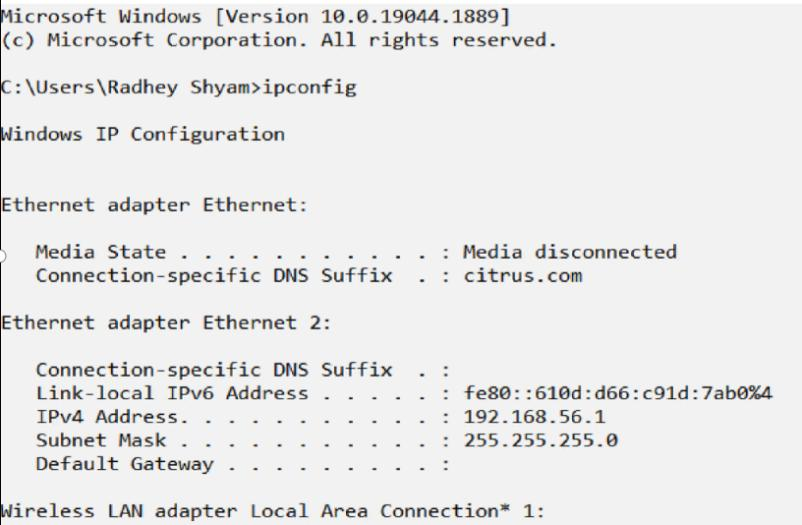 Microsoft Windows [Version 10.0.19044.1889]
(c) Microsoft Corporation. All rights reserved.
C:\Users\Radhey Shyam>ipconfig
Windows IP Configuration
Ethernet adapter Ethernet:
Media State . . . . . . . . . . . : Media disconnected
Connection-specific DNS Suffix  . : citrus.com
Ethernet adapter Ethernet 2:
Connection-specific DNS Suffix  . :
Link-local IPv6 Address . . . . . : fe80::610d:d66:c91d:7ab0%4
IPv4 Address. . . . . . . . . . . : 192.168.56.1
Subnet Mask . . . . . . . . . . . : 255.255.255.0
Default Gateway . . . . . . . . . :
Wireless LAN adapter Local Area Connection* 1: